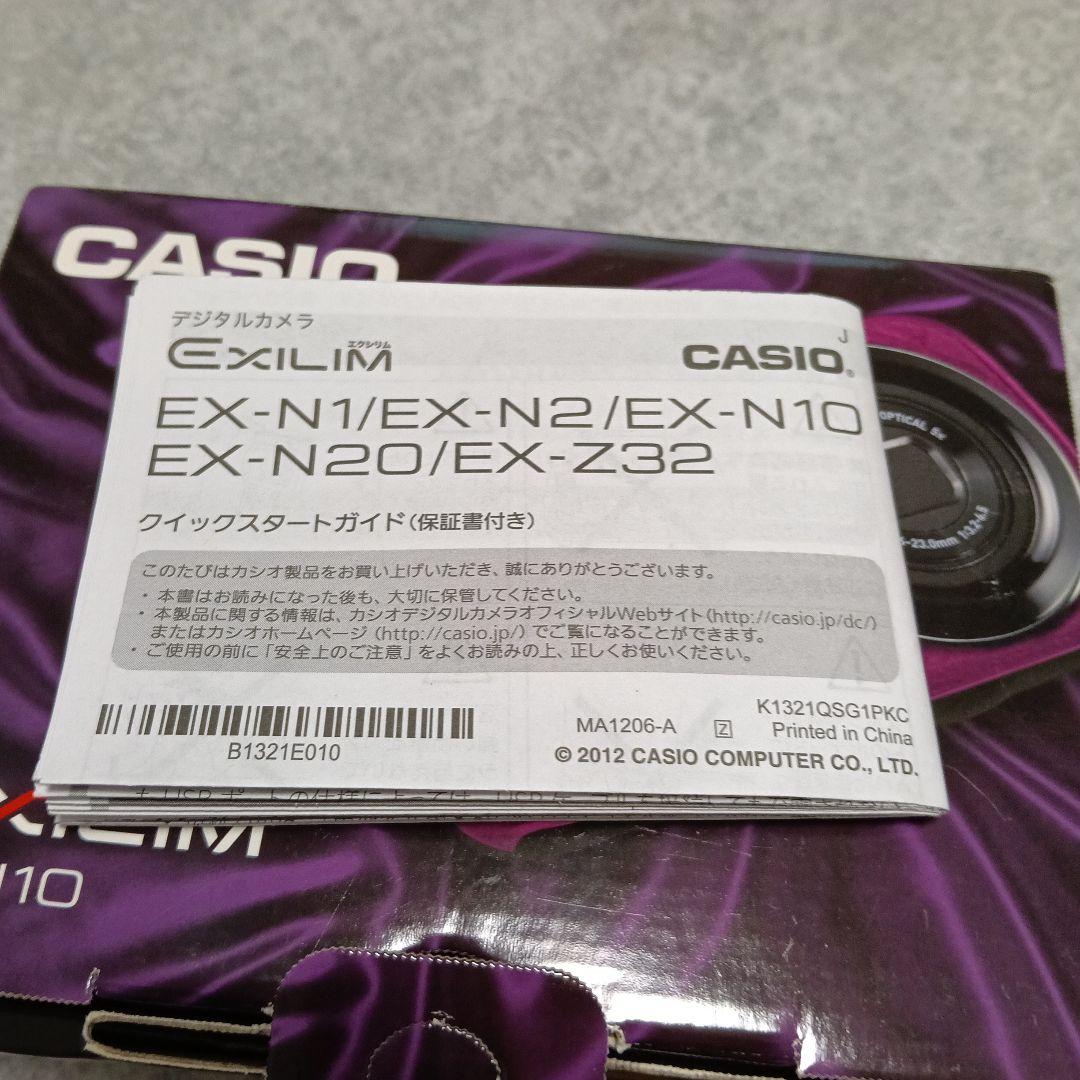 CASIO
デジタルカメラ
エクシリム
EXILIM
J
CASIO®
EX-N1/EX-N2/EX-N10
EX-N20/EX-Z32
クイックスタートガイド(保証書付き)
このたびはカシオ製品をお買い上げいただき、誠にありがとうございます。
・本書はお読みになった後も、大切に保管してください。
・本製品に関する情報は、カシオデジタルカメラオフィシャルWebサイト(http://casio.jp/dc/)
またはカシオホームページ(http://casio.jp/)でご覧になることができます。
・ご使用の前に「安全上のご注意」をよくお読みの上、正しくお使いください。
B1321E010
MA1206-A
Z
K1321QSG1PKC
Printed in China
© 2012 CASIO COMPUTER CO., LTD.
OPTICAL 5x
-23.0mm 1:3.2-6.5
XILIM
N10